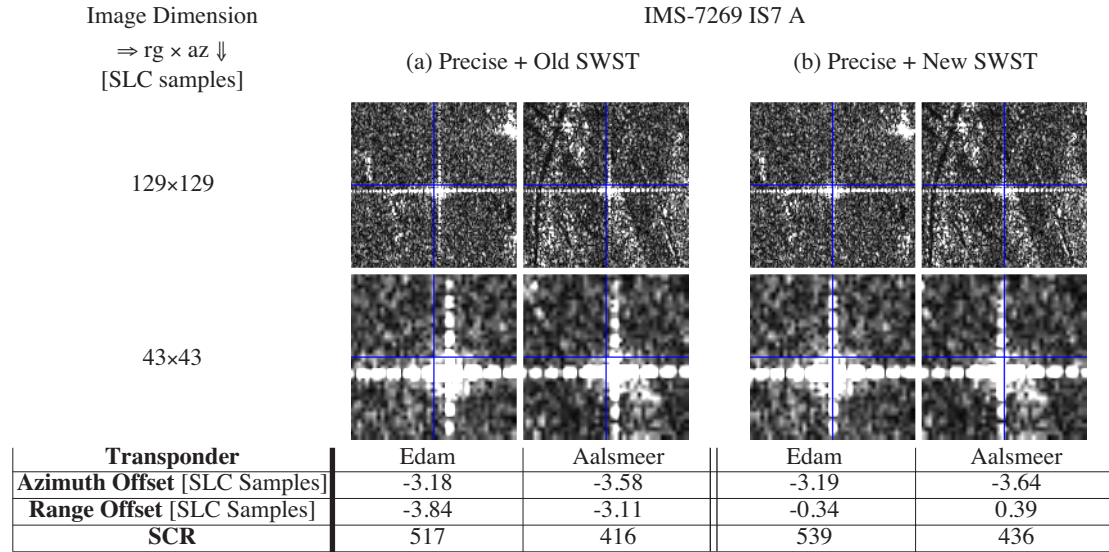 Image Dimension
IMS-7269 IS7 A
⇒ rg × az ⇓
[SLC samples]
(a) Precise + Old SWST
(b) Precise + New SWST
129×129
43×43
Transponder Edam Aalsmeer Edam Aalsmeer
Azimuth Offset [SLC Samples] -3.18 -3.58 -3.19 -3.64
Range Offset [SLC Samples] -3.84 -3.11 -0.34 0.39
SCR 517 416 539 436